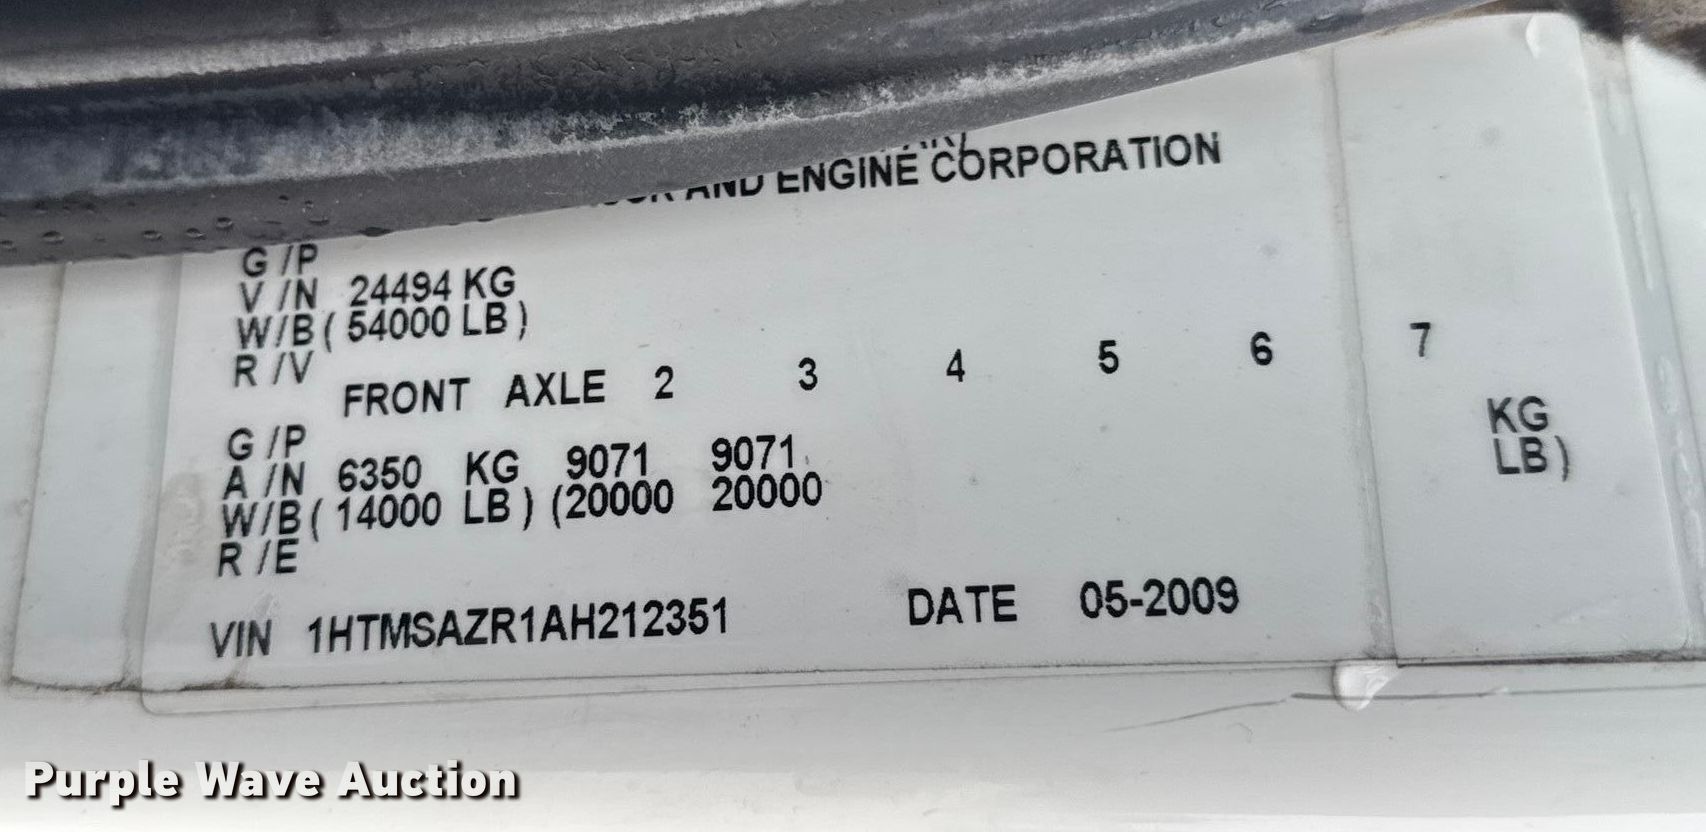 AND ENGINE CORPORATION
G /P
V /N 24494 KG
W/B ( 54000 LB )
R /V
FRONT AXLE 2 3 4 5 6 7
G /P
A /N 6350 KG 9071 9071 KG
W/B ( 14000 LB ) (20000 20000 LB )
R /E
VIN 1HTMSAZR1AH212351 DATE 05-2009
Purple Wave Auction